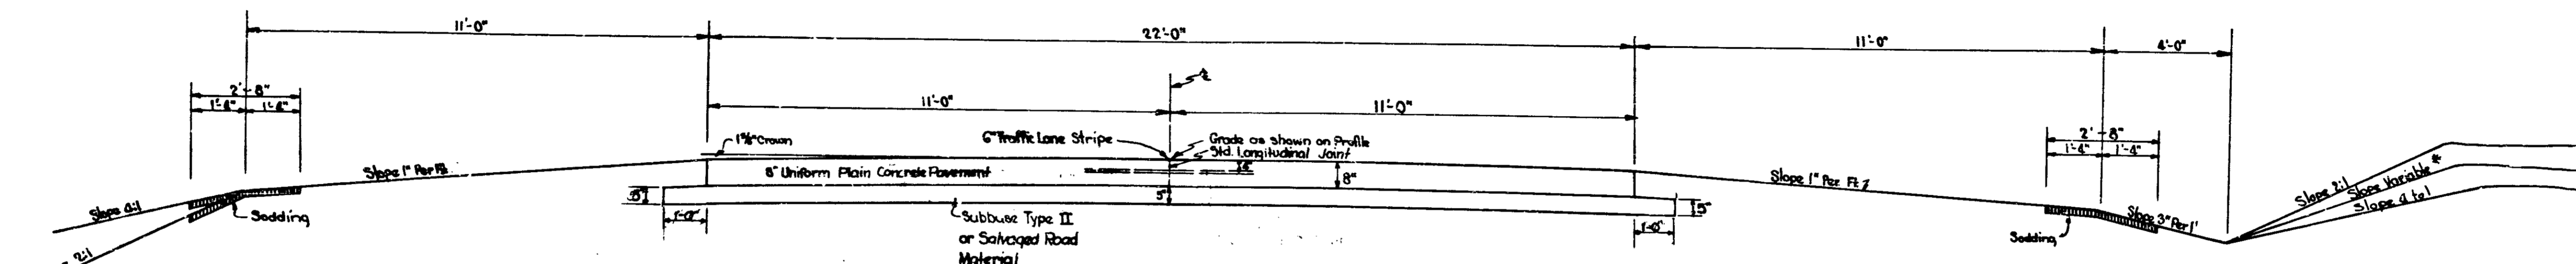 11'-0"
22'-0"
11'-0"
4'-0"
2'-8"
1'-4"
1'-4"
11'-0"
11'-0"
2'-8"
1'-4"
1'-4"
Crown
6" Traffic Lane Stripe
Grade as shown on Profile
Std. Longitudinal Joint
Slope 1" Per
8" Uniform Plain Concrete Pavement
8"
Slope 1" Per Ft
Slope 2:1
Slope Variable *
Slope 4 to 1
Slope 4:1
Sodding
1'-0"
5"
5"
1'-0"
Slope 3" Per 1'
Sodding
Subbase Type II
or Salvaged Road
Material
2:1